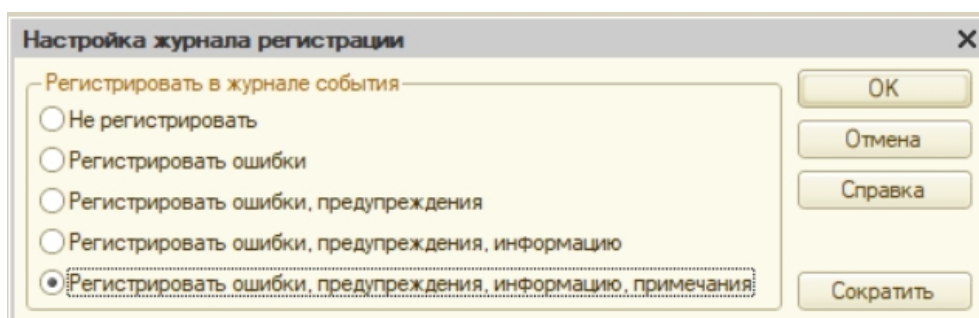 Настройка журнала регистрации
Регистрировать в журнале события
Не регистрировать
Регистрировать ошибки
Регистрировать ошибки, предупреждения
Регистрировать ошибки, предупреждения, информацию
Регистрировать ошибки, предупреждения, информацию, примечания
ОК
Отмена
Справка
Сократить